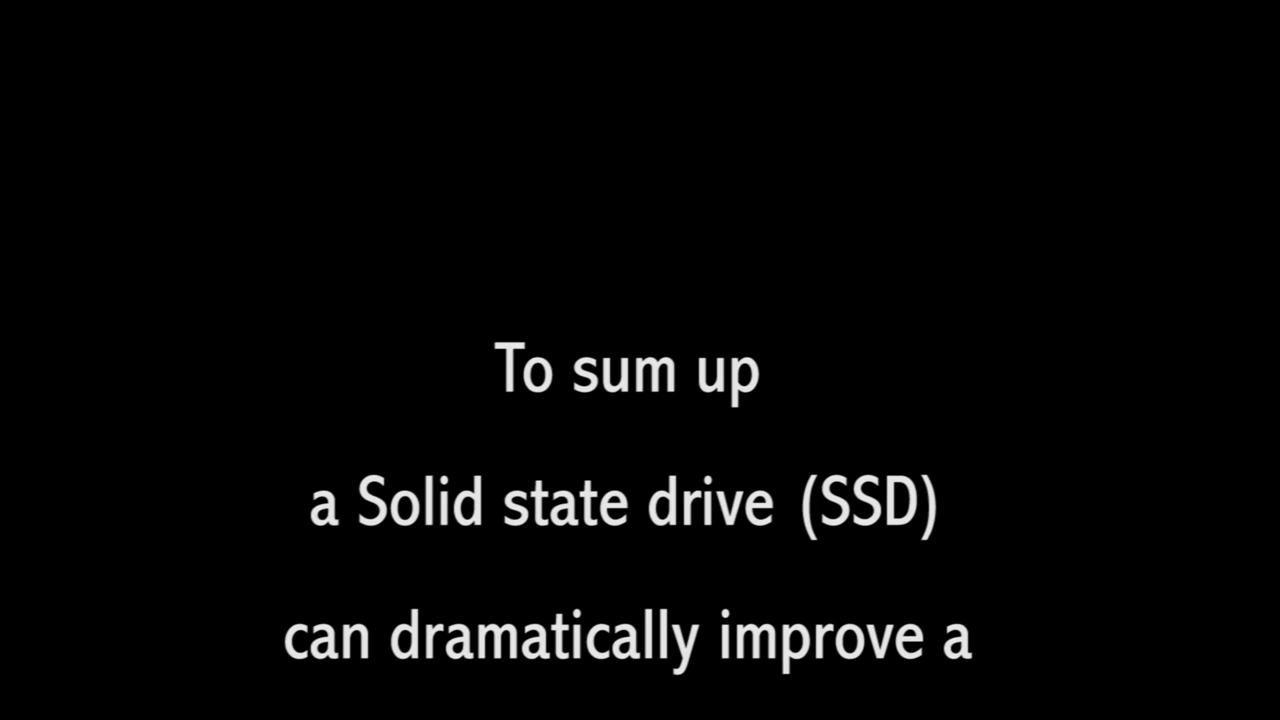 To sum up
a Solid state drive (SSD)
can dramatically improve a